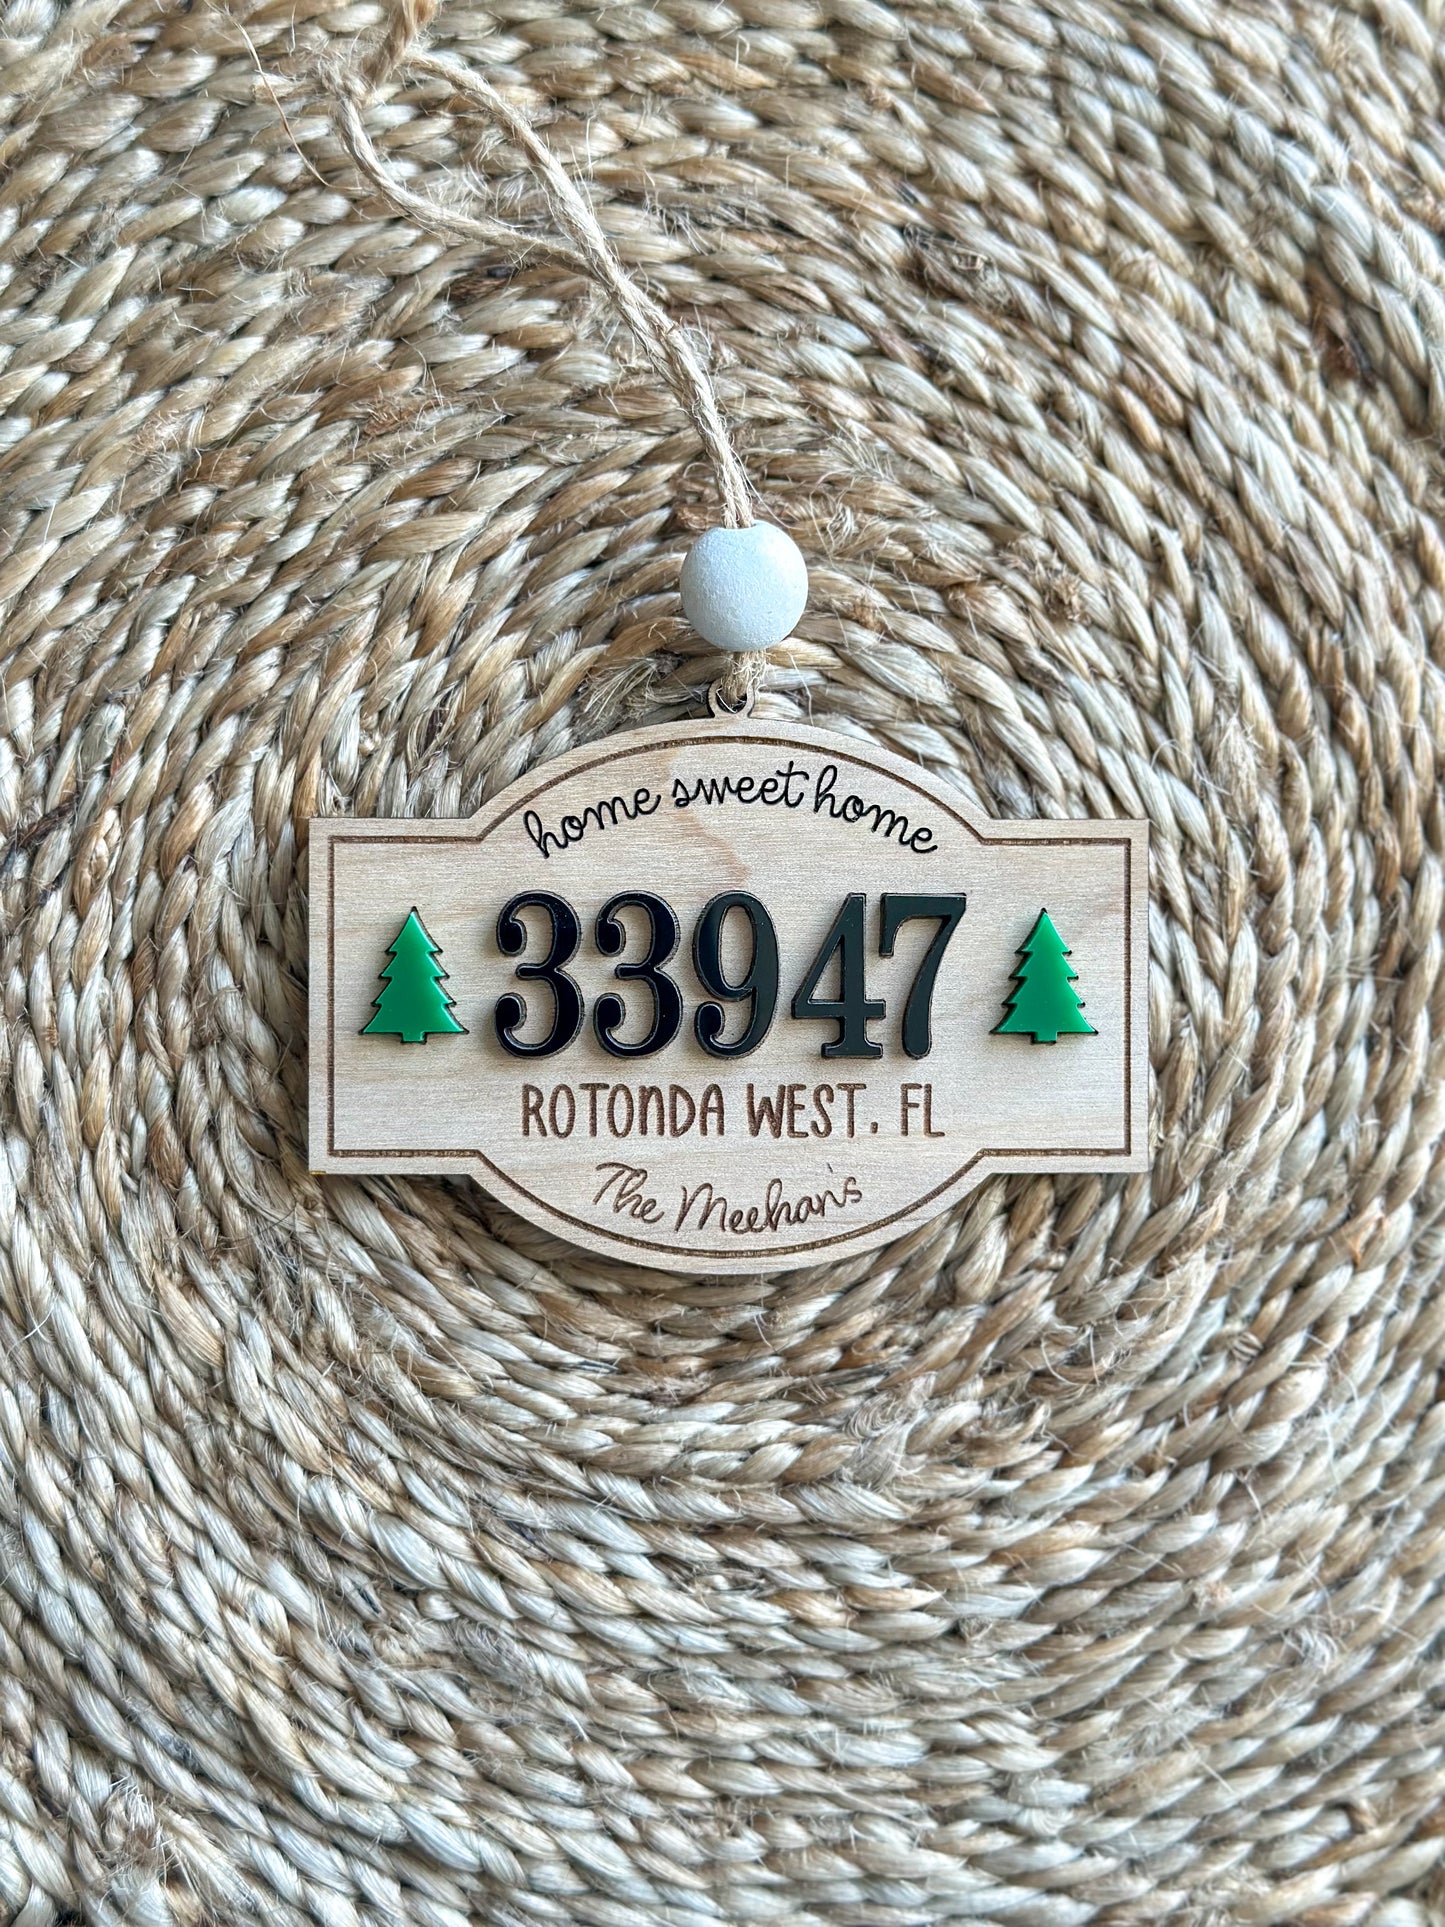 home sweet home
33947
ROTONDA WEST, FL
The Meehan's